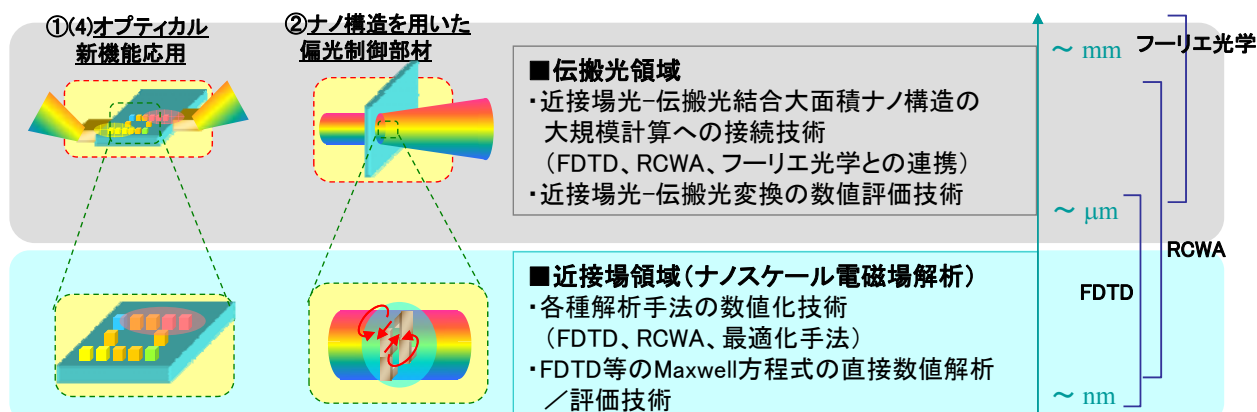 ①(4)オプティカル
新機能応用
②ナノ構造を用いた
偏光制御部材
■伝搬光領域
・近接場光-伝搬光結合大面積ナノ構造の
大規模計算への接続技術
(FDTD、RCWA、フーリエ光学との連携)
・近接場光-伝搬光変換の数値評価技術
■近接場領域(ナノスケール電磁場解析)
・各種解析手法の数値化技術
(FDTD、RCWA、最適化手法)
・FDTD等のMaxwell方程式の直接数値解析
／評価技術
～ mm
フーリエ光学
～ μm
RCWA
FDTD
～ nm